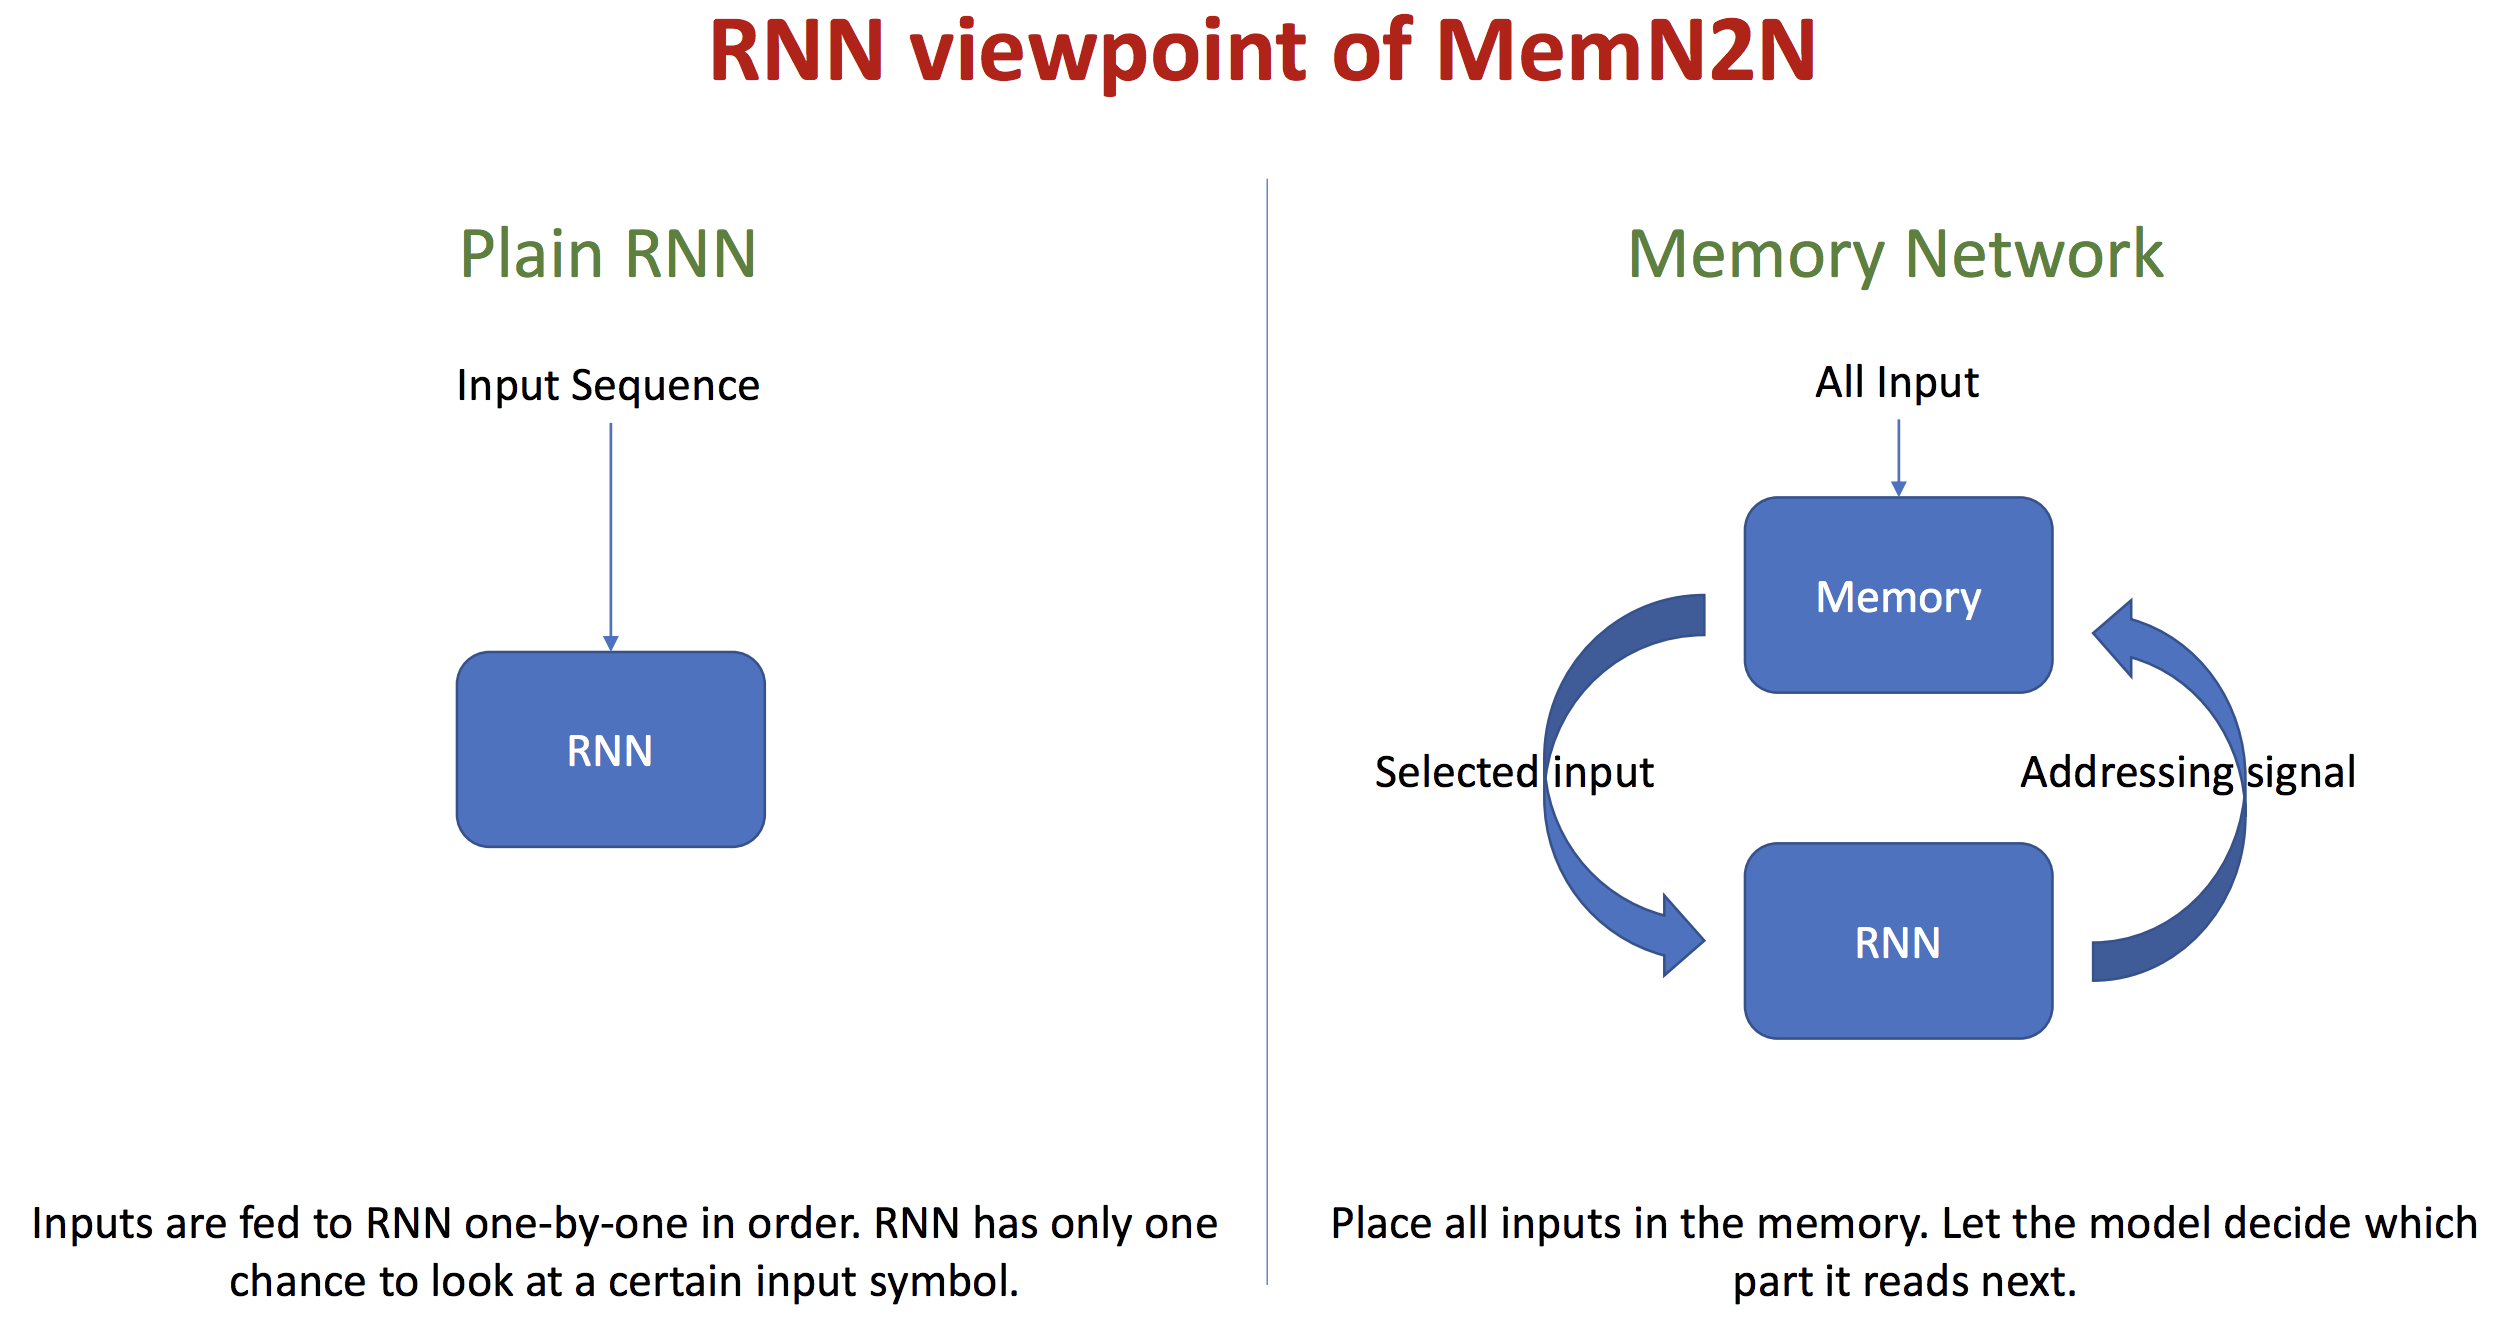 RNN viewpoint of MemN2N
Plain RNN
Input Sequence
RNN
Inputs are fed to RNN one-by-one in order. RNN has only one
chance to look at a certain input symbol.
Memory Network
All Input
Memory
Selected input
Addressing signal
RNN
Place all inputs in the memory. Let the model decide which
part it reads next.